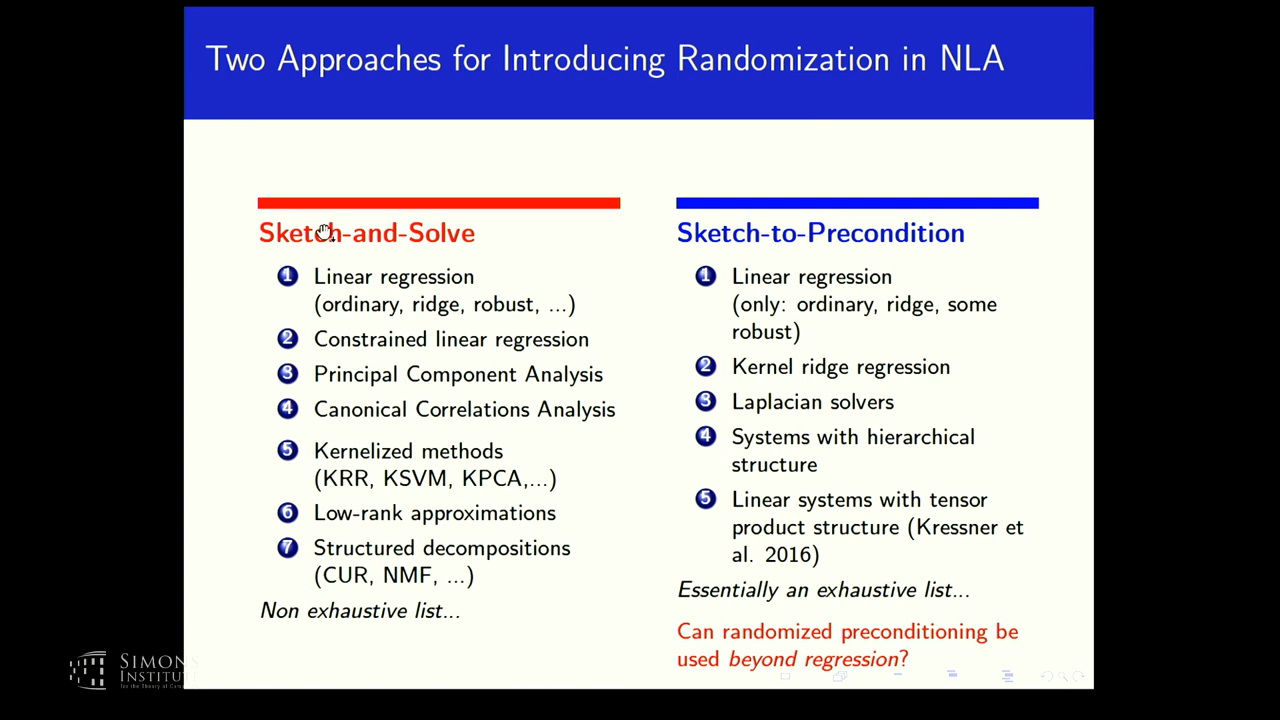 Two Approaches for Introducing Randomization in NLA
Sketch-and-Solve
1 Linear regression
(ordinary, ridge, robust, ...)
2 Constrained linear regression
3 Principal Component Analysis
4 Canonical Correlations Analysis
5 Kernelized methods
(KRR, KSVM, KPCA,...)
6 Low-rank approximations
7 Structured decompositions
(CUR, NMF, ...)
Non exhaustive list...
Sketch-to-Precondition
1 Linear regression
(only: ordinary, ridge, some
robust)
2 Kernel ridge regression
3 Laplacian solvers
4 Systems with hierarchical
structure
5 Linear systems with tensor
product structure (Kressner et
al. 2016)
Essentially an exhaustive list...
Can randomized preconditioning be
used beyond regression?
SIMONS
INSTITUTE
for the Theory of